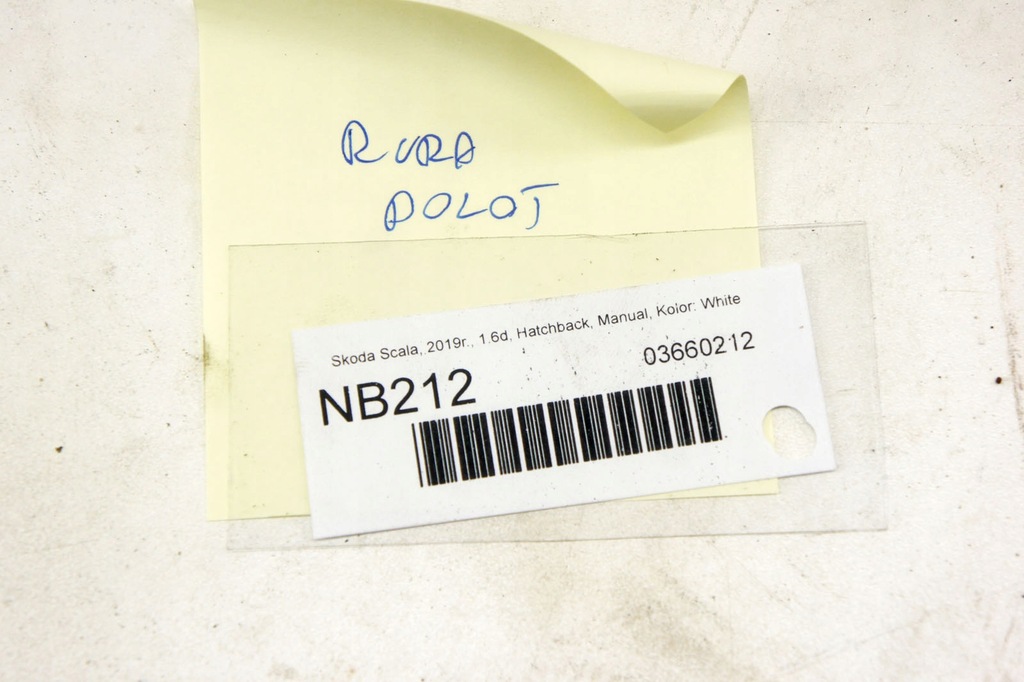 RURA
DOLOT
Skoda Scala, 2019r., 1.6d, Hatchback, Manual, Kolor: White
03660212
NB212